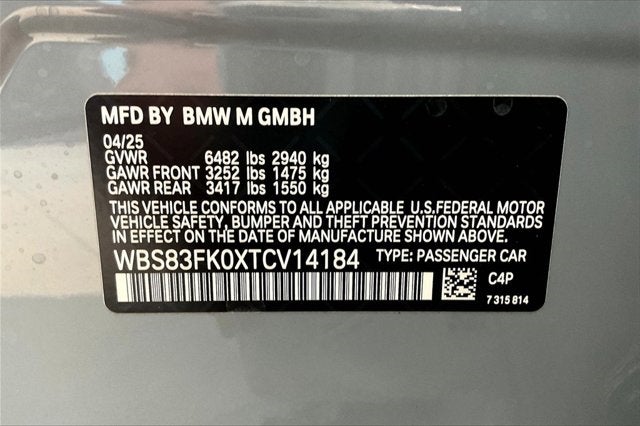 MFD BY BMW M GMBH
04/25
GVWR 6482 lbs 2940 kg
GAWR FRONT 3252 lbs 1475 kg
GAWR REAR 3417 lbs 1550 kg
THIS VEHICLE CONFORMS TO ALL APPLICABLE U.S.FEDERAL MOTOR
VEHICLE SAFETY, BUMPER AND THEFT PREVENTION STANDARDS
IN EFFECT ON THE DATE OF MANUFACTURE SHOWN ABOVE.
WBS83FK0XTCV14184 TYPE: PASSENGER CAR
C4P
7 315 814